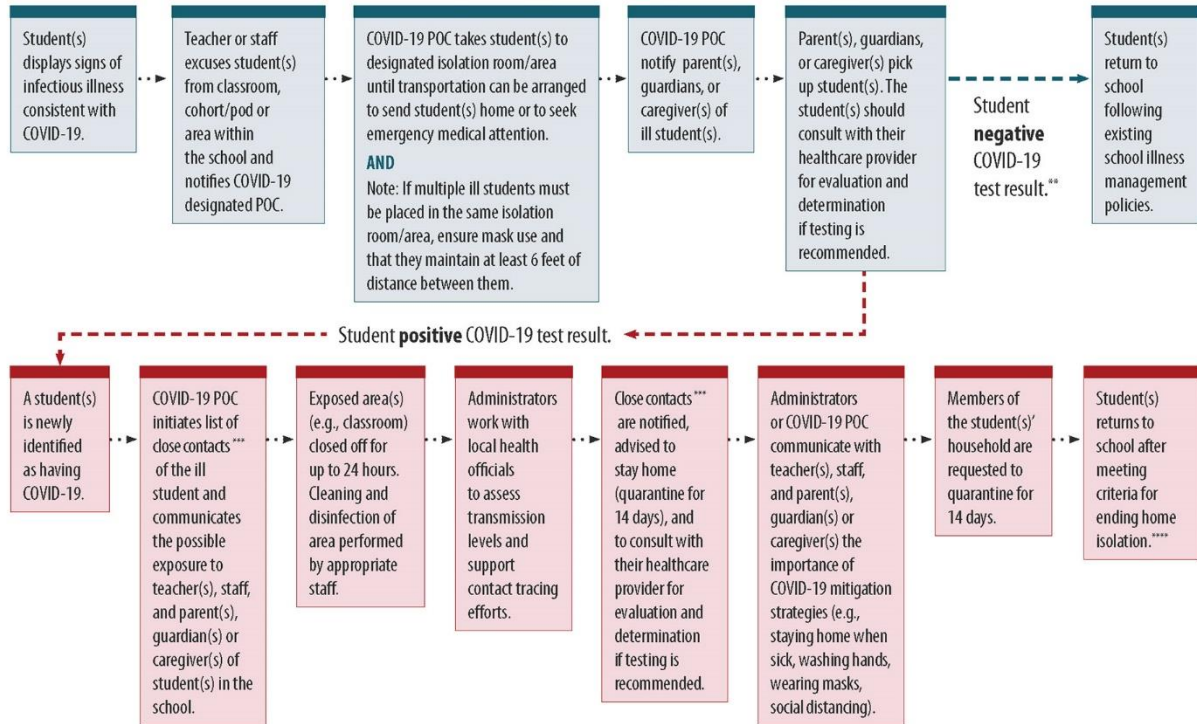 Student(s)
displays signs of
infectious illness
consistent with
COVID-19.
Teacher or staff
excuses student(s)
from classroom,
cohort/pod or
area within
the school and
notifies COVID-19
designated POC.
COVID-19 POC takes student(s) to
designated isolation room/area
until transportation can be arranged
to send student(s) home or to seek
emergency medical attention.
AND
Note: If multiple ill students must
be placed in the same isolation
room/area, ensure mask use and
that they maintain at least 6 feet of
distance between them.
COVID-19 POC
notify parent(s),
guardians, or
caregiver(s) of
ill student(s).
Parent(s), guardians,
or caregiver(s) pick
up student(s). The
student(s) should
consult with their
healthcare provider
for evaluation and
determination
if testing is
recommended.
Student
negative
COVID-19
test result.**
Student(s)
return to
school
following
existing
school illness
management
policies.
Student positive COVID-19 test result.
A student(s)
is newly
identified
as having
COVID-19.
COVID-19 POC
initiates list of
close contacts***
of the ill
student and
communicates
the possible
exposure to
teacher(s), staff,
and parent(s),
guardian(s) or
caregiver(s) of
student(s) in the
school.
Exposed area(s)
(e.g., classroom)
closed off for
up to 24 hours.
Cleaning and
disinfection of
area performed
by appropriate
staff.
Administrators
work with
local health
officials
to assess
transmission
levels and
support
contact tracing
efforts.
Close contacts***
are notified,
advised to
stay home
(quarantine for
14 days), and
to consult with
their healthcare
provider for
evaluation and
determination
if testing is
recommended.
Administrators
or COVID-19 POC
communicate with
teacher(s), staff,
and parent(s),
guardian(s) or
caregiver(s) the
importance of
COVID-19 mitigation
strategies (e.g.,
staying home when
sick, washing hands,
wearing masks,
social distancing).
Members of
the student(s)'
household are
requested to
quarantine for
14 days.
Student(s)
returns to
school after
meeting
criteria for
ending home
isolation.****